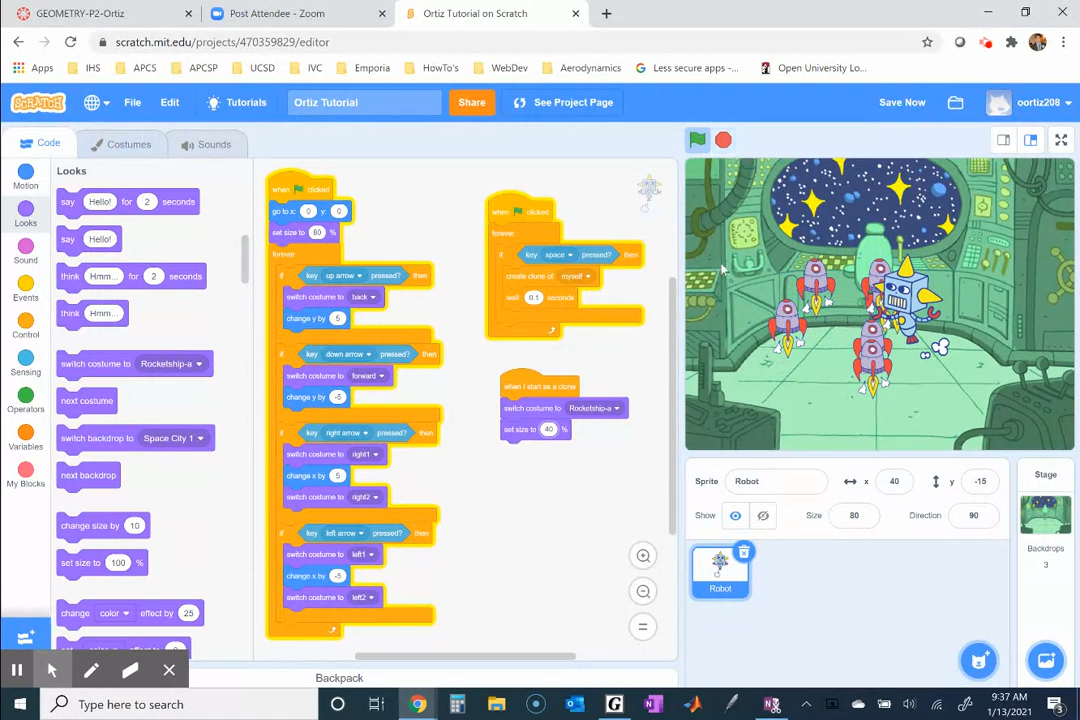 GEOMETRY-P2-Ortiz
Post Attendee - Zoom
Ortiz Tutorial on Scratch
scratch.mit.edu/projects/470359829/editor
Apps IHS APCS APCSP UCSD IVC Emporia HowTo's WebDev Aerodynamics Less secure apps -... Open University Lo...
SCRATCH File Edit Tutorials Ortiz Tutorial Share See Project Page Save Now oortiz208
Code Costumes Sounds
Motion
Looks
Sound
Events
Control
Sensing
Operators
Variables
My Blocks
Looks
say Hello! for 2 seconds
say Hello!
think Hmm... for 2 seconds
think Hmm...
switch costume to Rocketship-a
next costume
switch backdrop to Space City 1
next backdrop
change size by 10
set size to 100 %
change color effect by 25
when clicked
go to x: 0 y: 0
set size to 80 %
forever
if key up arrow pressed? then
switch costume to back
change y by 5
if key down arrow pressed? then
switch costume to forward
change y by -5
if key right arrow pressed? then
switch costume to right1
change x by 5
switch costume to right2
if key left arrow pressed? then
switch costume to left1
change x by -5
switch costume to left2
when clicked
forever
if key space pressed? then
create clone of myself
wait 0.1 seconds
when I start as a clone
switch costume to Rocketship-a
set size to 40 %
Sprite Robot x 40 y -15
Show Size 80 Direction 90
Robot
Stage
Backdrops
3
Backpack
Type here to search
9:37 AM
1/13/2021
3